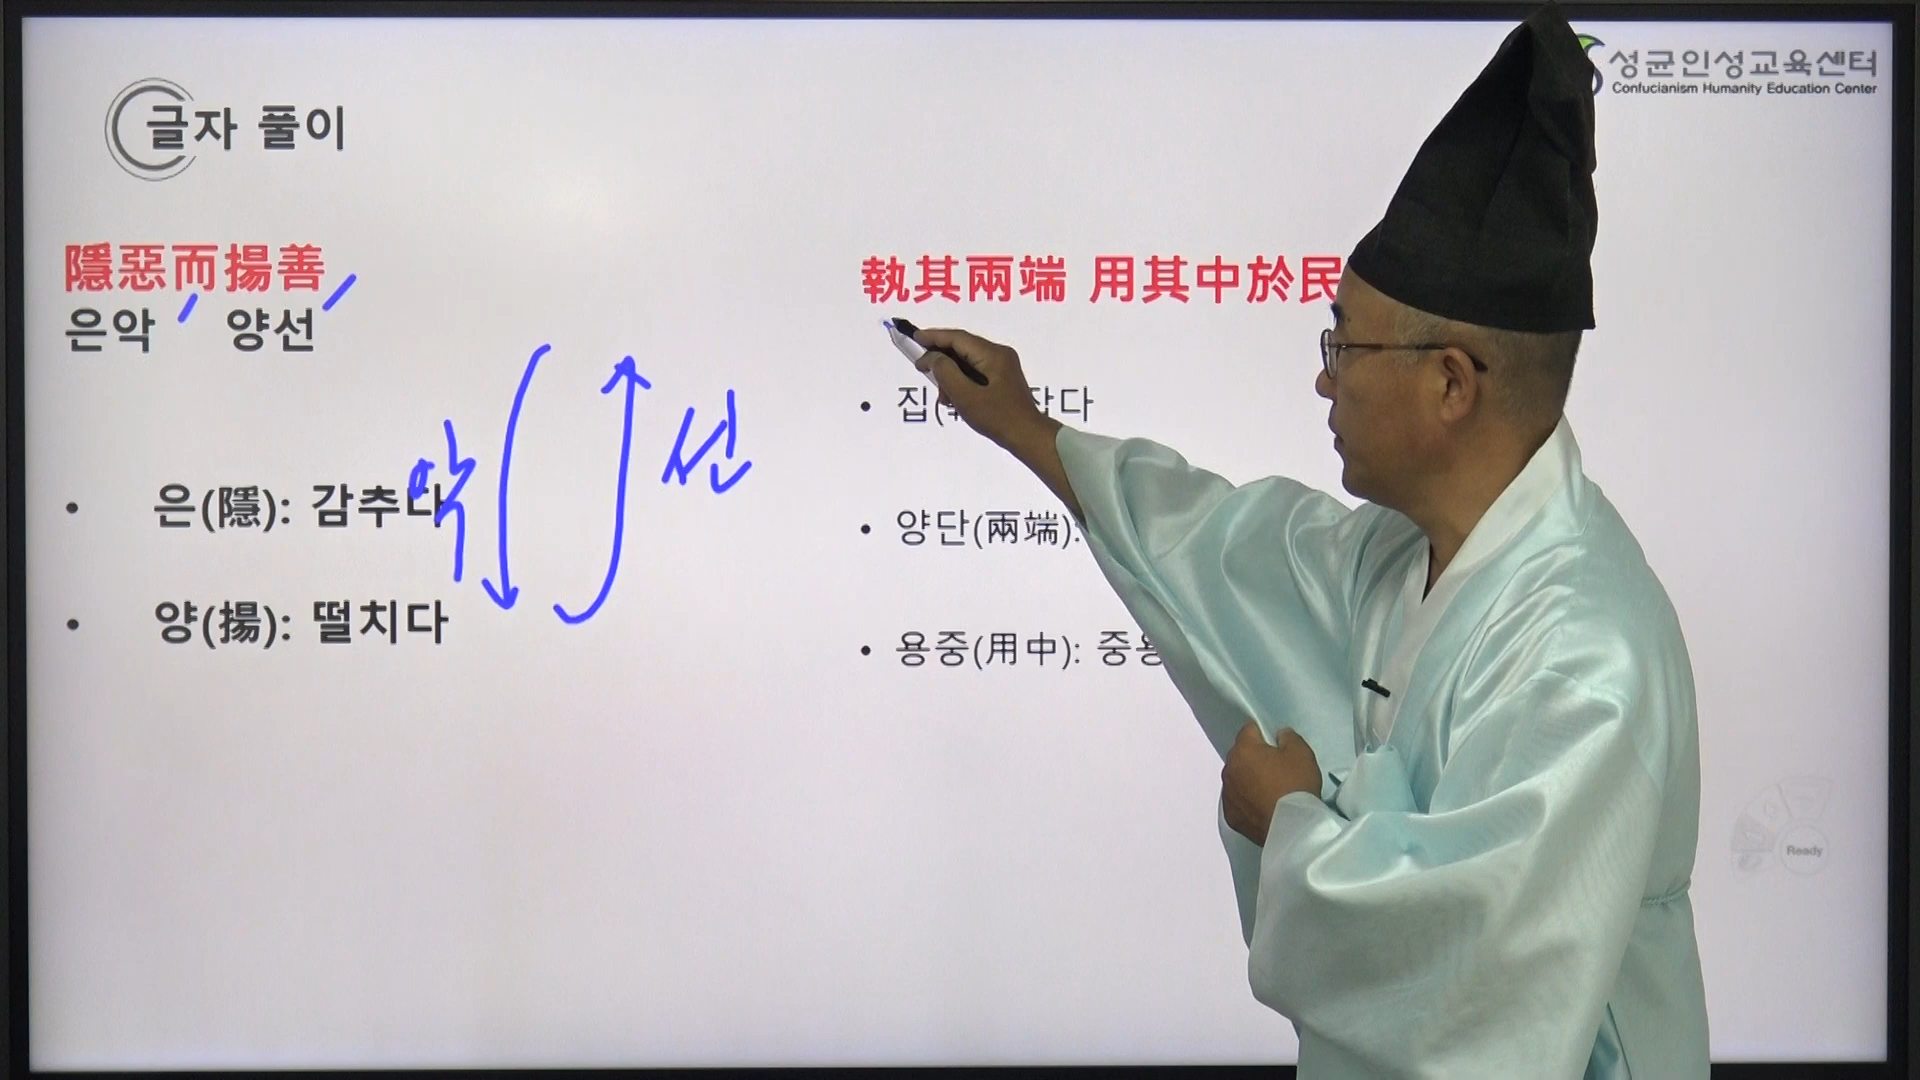 글자 풀이
성균인성교육센터
Confucianism Humanity Education Center
隱惡而揚善
은악 양선
• 은(隱): 감추다
• 양(揚): 떨치다
악
선
執其兩端 用其中於民
• 집( 잡다
• 양단(兩端):
• 용중(用中): 중용
Ready